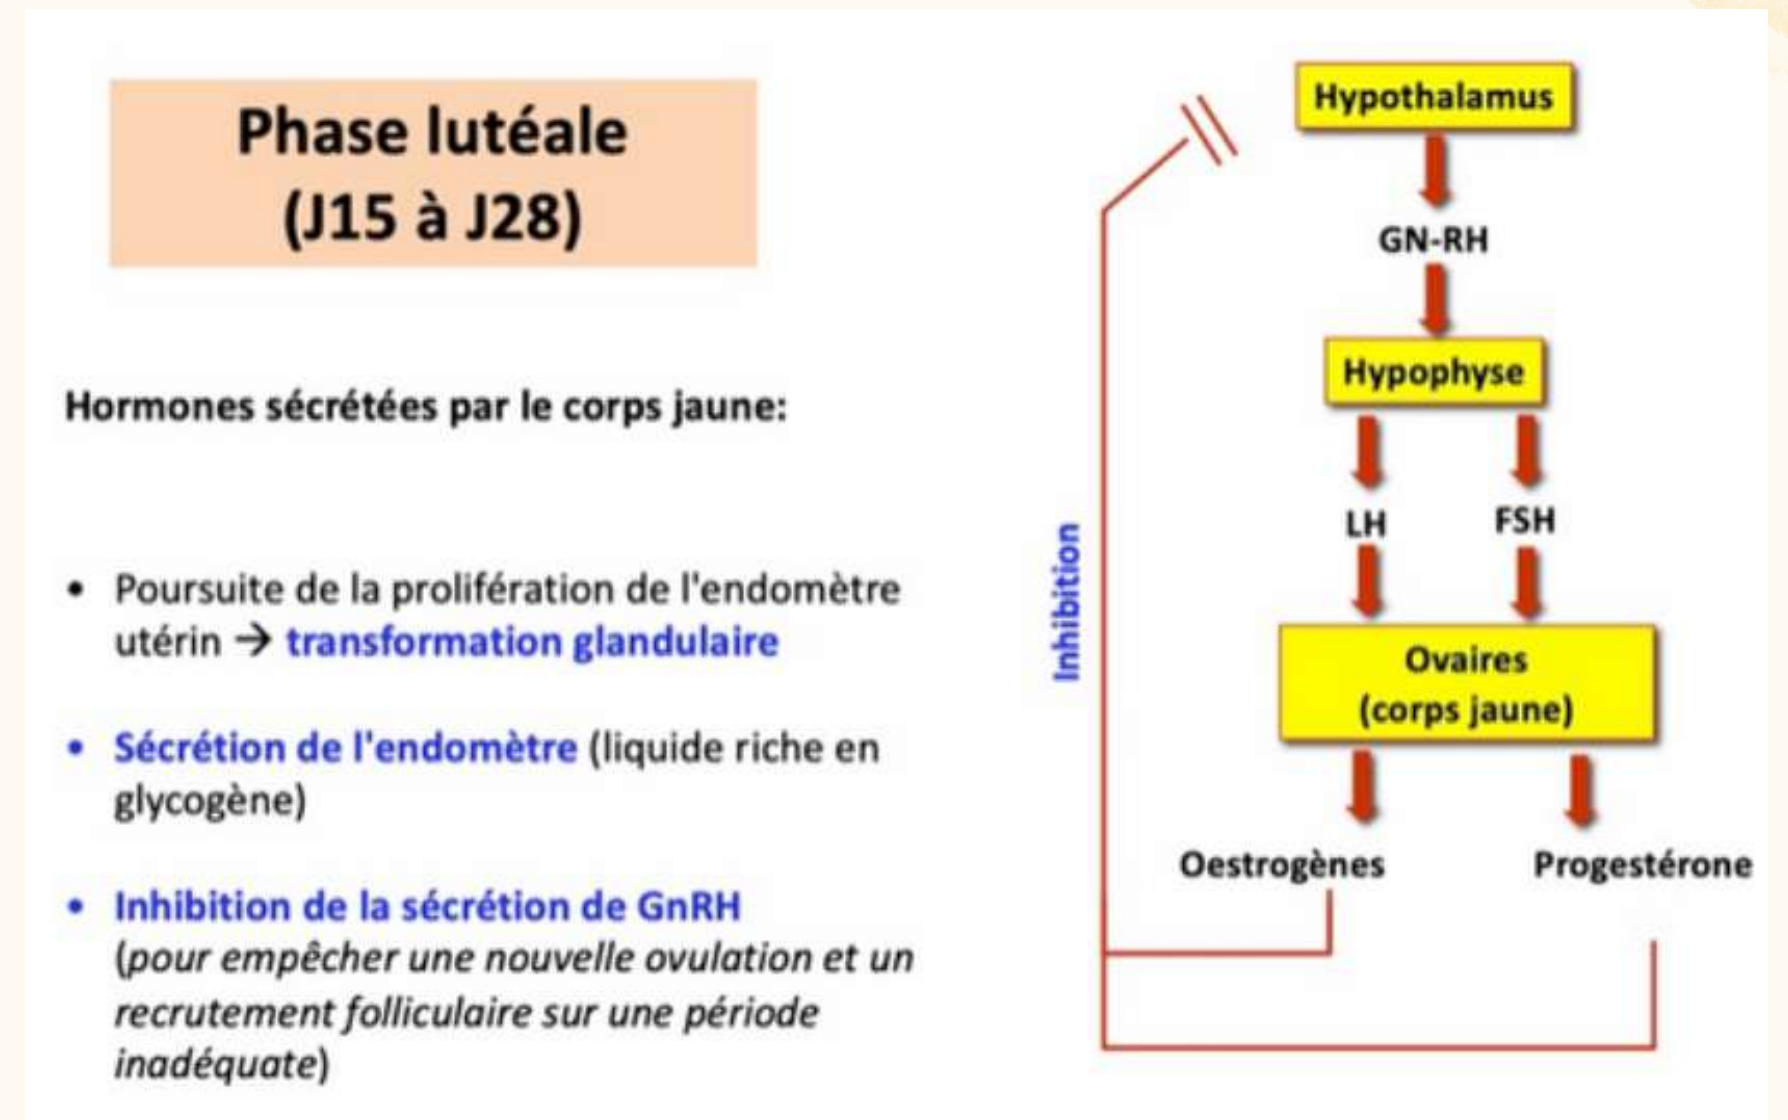 Phase lutéale
(J15 à J28)
Hormones sécrétées par le corps jaune:
• Poursuite de la prolifération de l'endomètre
utérin → transformation glandulaire
• Sécrétion de l'endomètre (liquide riche en
glycogène)
• Inhibition de la sécrétion de GnRH
(pour empêcher une nouvelle ovulation et un
recrutement folliculaire sur une période
inadéquate)
Hypothalamus
GN-RH
Hypophyse
LH FSH
Inhibition
Ovaires
(corps jaune)
Oestrogènes Progestérone